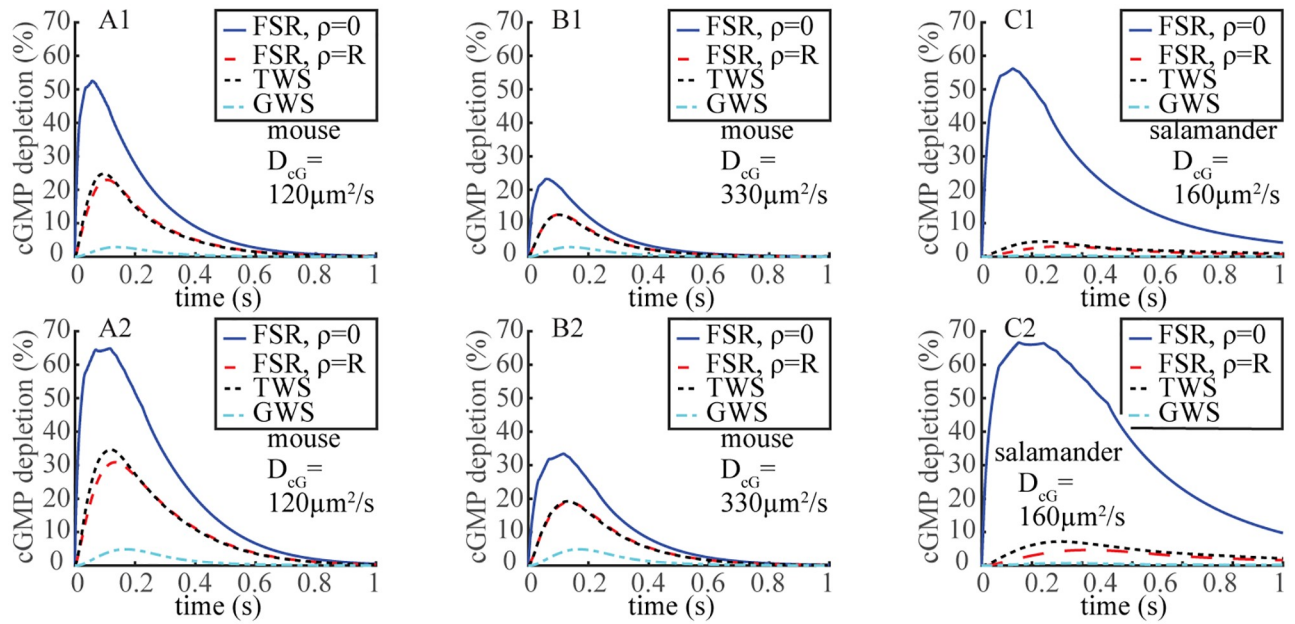 A1
FSR, ρ=0
FSR, ρ=R
TWS
GWS
mouse
D_cG=
120μm²/s
cGMP depletion (%)
70
60
50
40
30
20
10
0
0 0.2 0.4 0.6 0.8 1
time (s)
B1
FSR, ρ=0
FSR, ρ=R
TWS
GWS
mouse
D_cG=
330μm²/s
cGMP depletion (%)
70
60
50
40
30
20
10
0
0 0.2 0.4 0.6 0.8 1
time (s)
C1
FSR, ρ=0
FSR, ρ=R
TWS
GWS
salamander
D_cG=
160μm²/s
cGMP depletion (%)
70
60
50
40
30
20
10
0
0 0.2 0.4 0.6 0.8 1
time (s)
A2
FSR, ρ=0
FSR, ρ=R
TWS
GWS
mouse
D_cG=
120μm²/s
cGMP depletion (%)
70
60
50
40
30
20
10
0
0 0.2 0.4 0.6 0.8 1
time (s)
B2
FSR, ρ=0
FSR, ρ=R
TWS
GWS
mouse
D_cG=
330μm²/s
cGMP depletion (%)
70
60
50
40
30
20
10
0
0 0.2 0.4 0.6 0.8 1
time (s)
C2
FSR, ρ=0
FSR, ρ=R
TWS
GWS
salamander
D_cG=
160μm²/s
cGMP depletion (%)
70
60
50
40
30
20
10
0
0 0.2 0.4 0.6 0.8 1
time (s)